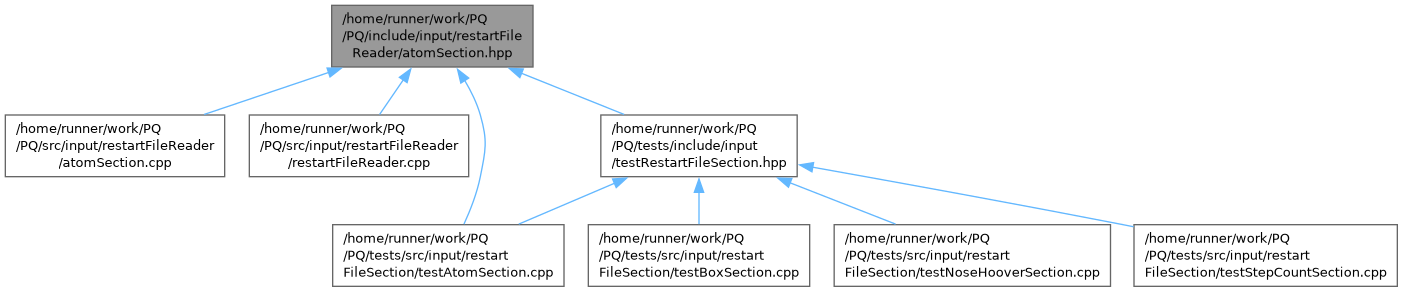 /home/runner/work/PQ
/PQ/include/input/restartFile
Reader/atomSection.hpp
/home/runner/work/PQ
/PQ/src/input/restartFileReader
/atomSection.cpp
/home/runner/work/PQ
/PQ/src/input/restartFileReader
/restartFileReader.cpp
/home/runner/work/PQ
/PQ/tests/include/input
/testRestartFileSection.hpp
/home/runner/work/PQ
/PQ/tests/src/input/restart
FileSection/testAtomSection.cpp
/home/runner/work/PQ
/PQ/tests/src/input/restart
FileSection/testBoxSection.cpp
/home/runner/work/PQ
/PQ/tests/src/input/restart
FileSection/testNoseHooverSection.cpp
/home/runner/work/PQ
/PQ/tests/src/input/restart
FileSection/testStepCountSection.cpp